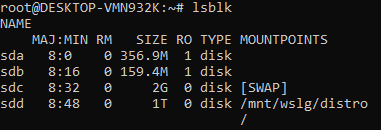 root@DESKTOP-VMN932K:~# lsblk
NAME
     MAJ:MIN RM   SIZE RO TYPE MOUNTPOINTS
sda    8:0    0 356.9M  1 disk
sdb    8:16   0 159.4M  1 disk
sdc    8:32   0     2G  0 disk [SWAP]
sdd    8:48   0     1T  0 disk /mnt/wslg/distro
                               /